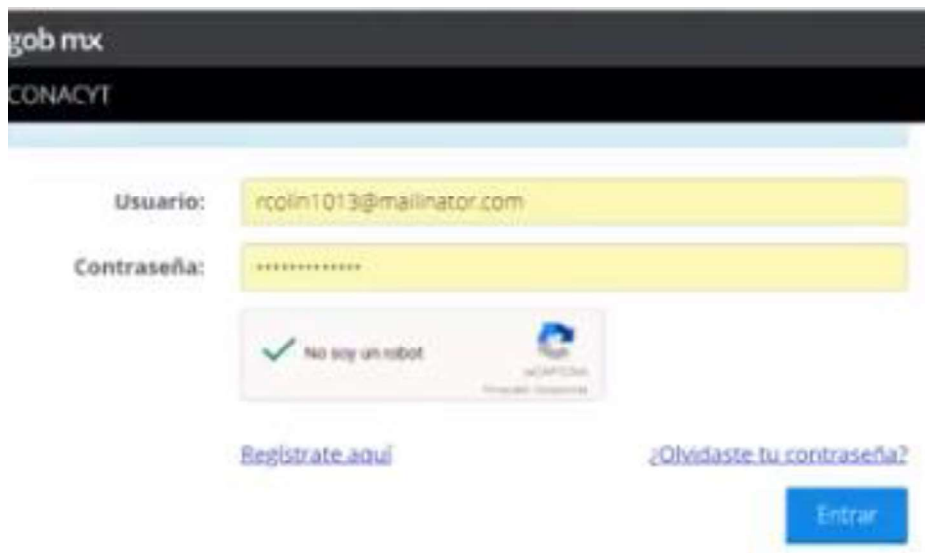 gob mx
CONACYT
Usuario: rcolin1013@mailinator.com
Contraseña: •••••••••••••
No soy un robot
reCAPTCHA
Regístrate aquí ¿Olvidaste tu contraseña?
Entrar